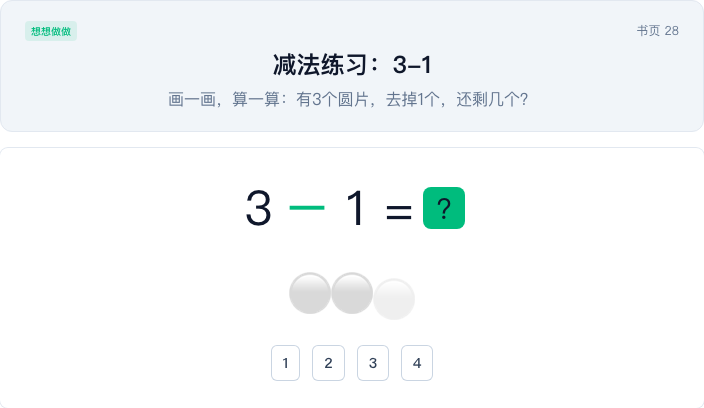 想想做做
书页 28
减法练习：3–1
画一画，算一算：有3个圆片，去掉1个，还剩几个？
3 − 1 = ?
1 2 3 4